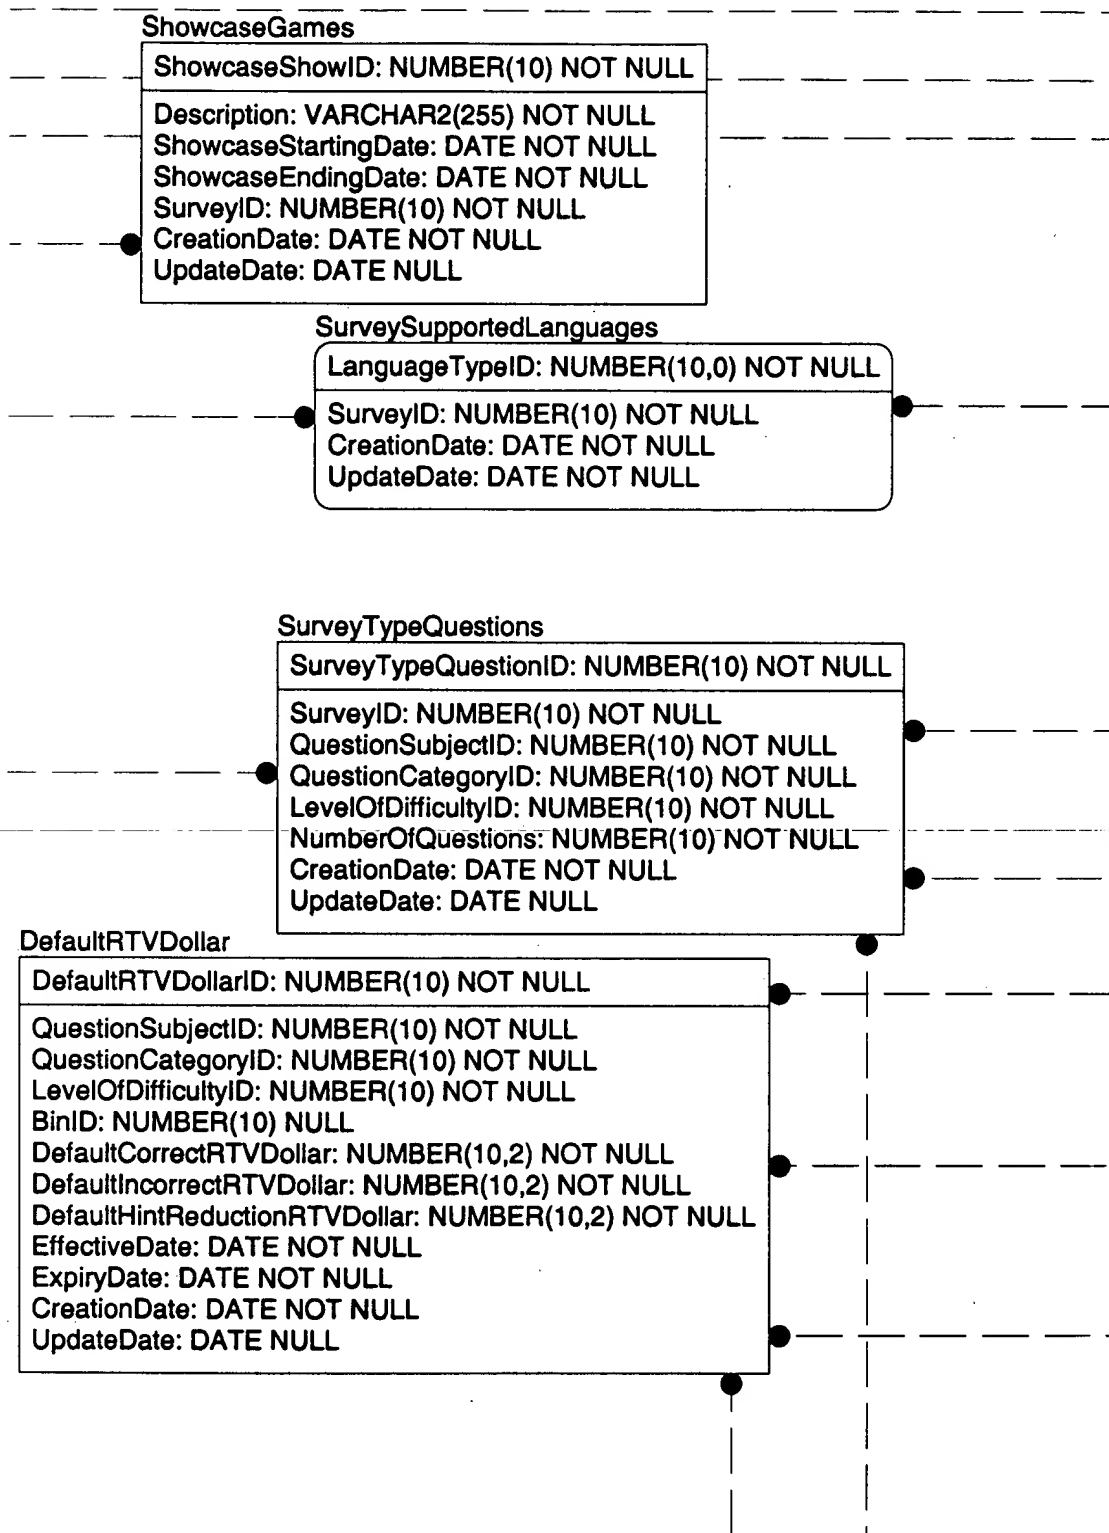 ShowcaseGames
ShowcaseShowID: NUMBER(10) NOT NULL
Description: VARCHAR2(255) NOT NULL
ShowcaseStartingDate: DATE NOT NULL
ShowcaseEndingDate: DATE NOT NULL
SurveyID: NUMBER(10) NOT NULL
CreationDate: DATE NOT NULL
UpdateDate: DATE NULL
SurveySupportedLanguages
LanguageTypeID: NUMBER(10,0) NOT NULL
SurveyID: NUMBER(10) NOT NULL
CreationDate: DATE NOT NULL
UpdateDate: DATE NOT NULL
SurveyTypeQuestions
SurveyTypeQuestionID: NUMBER(10) NOT NULL
SurveyID: NUMBER(10) NOT NULL
QuestionSubjectID: NUMBER(10) NOT NULL
QuestionCategoryID: NUMBER(10) NOT NULL
LevelOfDifficultyID: NUMBER(10) NOT NULL
NumberOfQuestions: NUMBER(10) NOT NULL
CreationDate: DATE NOT NULL
UpdateDate: DATE NULL
DefaultRTVDollar
DefaultRTVDollarID: NUMBER(10) NOT NULL
QuestionSubjectID: NUMBER(10) NOT NULL
QuestionCategoryID: NUMBER(10) NOT NULL
LevelOfDifficultyID: NUMBER(10) NOT NULL
BinID: NUMBER(10) NULL
DefaultCorrectRTVDollar: NUMBER(10,2) NOT NULL
DefaultIncorrectRTVDollar: NUMBER(10,2) NOT NULL
DefaultHintReductionRTVDollar: NUMBER(10,2) NOT NULL
EffectiveDate: DATE NOT NULL
ExpiryDate: DATE NOT NULL
CreationDate: DATE NOT NULL
UpdateDate: DATE NULL